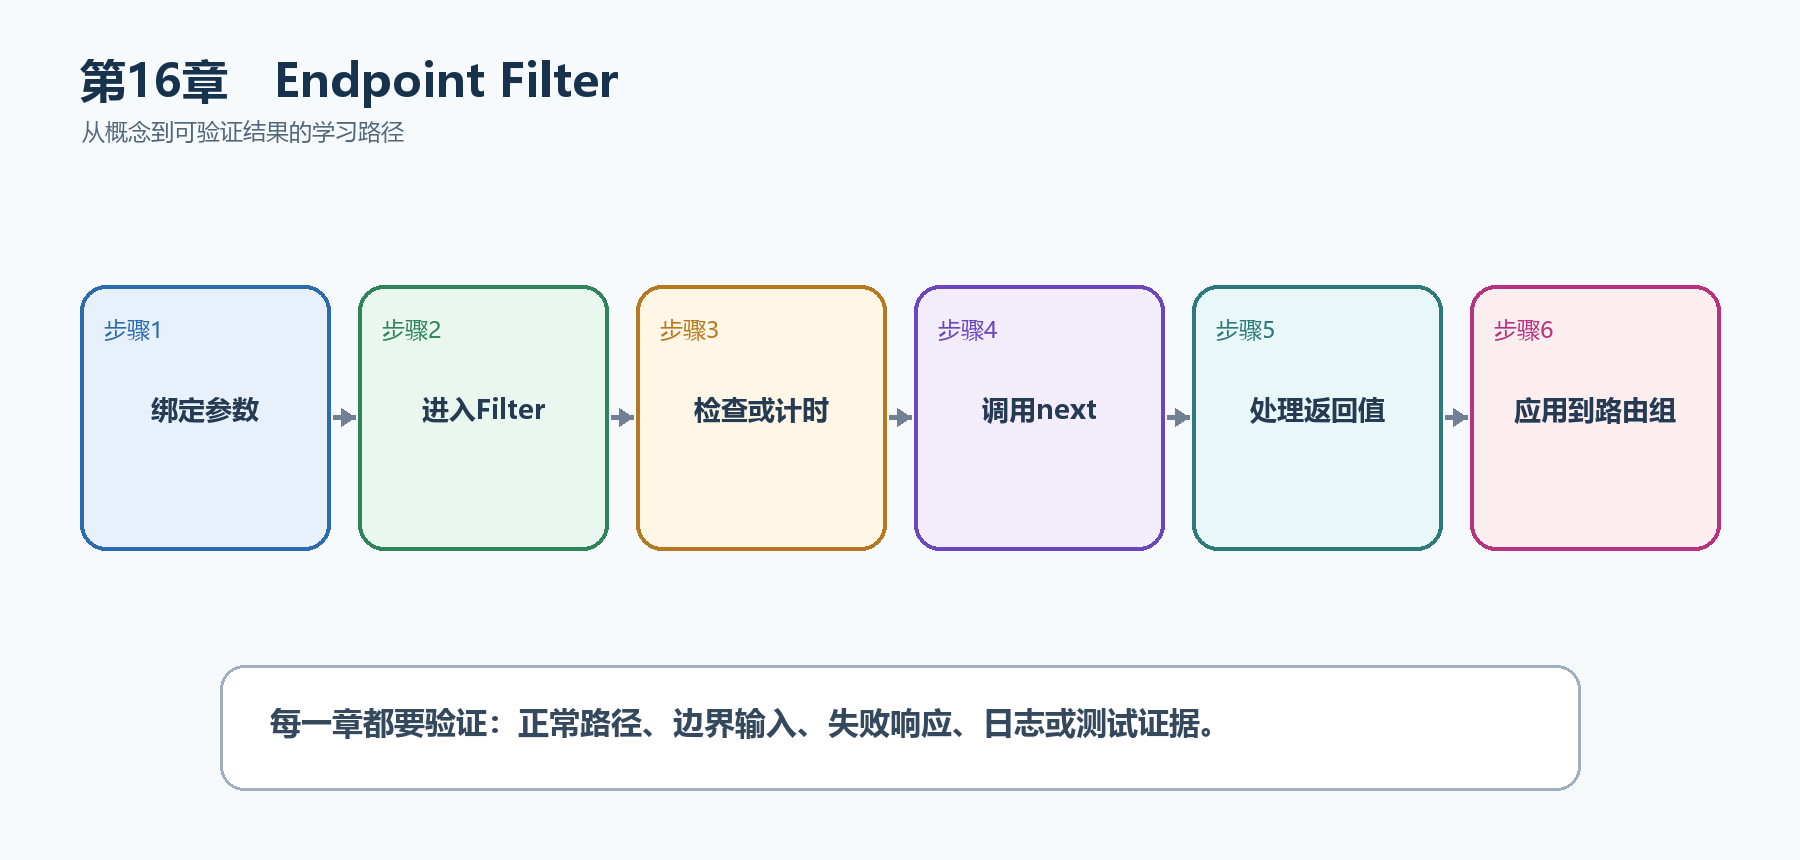 第16章　Endpoint Filter
从概念到可验证结果的学习路径
步骤1
绑定参数
步骤2
进入Filter
步骤3
检查或计时
步骤4
调用next
步骤5
处理返回值
步骤6
应用到路由组
每一章都要验证：正常路径、边界输入、失败响应、日志或测试证据。